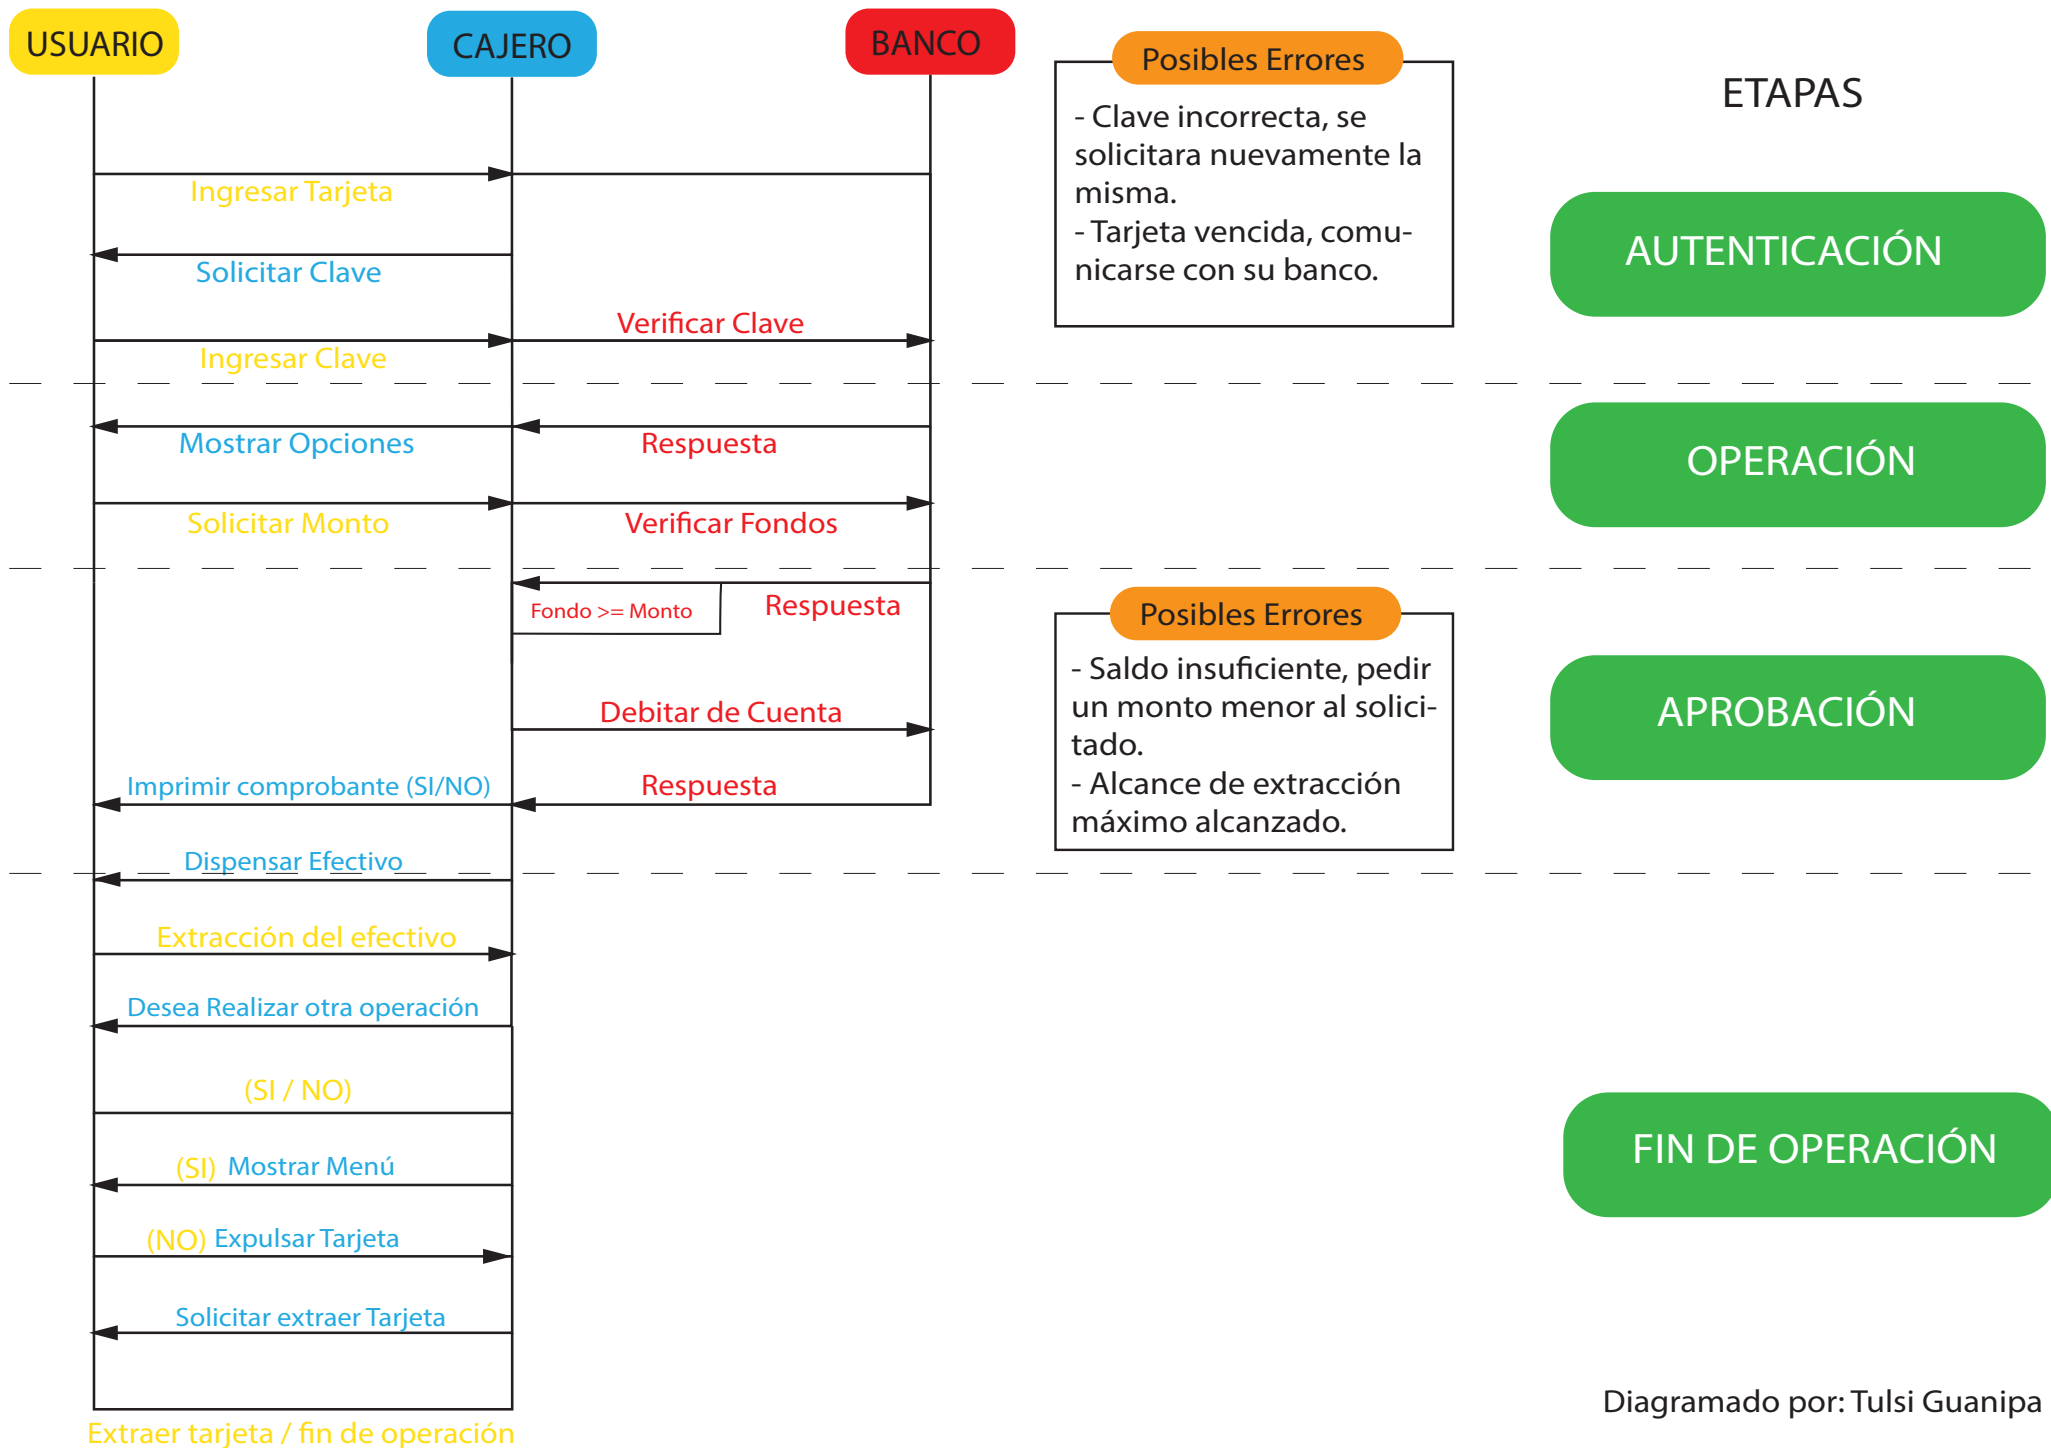 USUARIO
CAJERO
BANCO
Posibles Errores
ETAPAS
- Clave incorrecta, se
solicitara nuevamente la
misma.
- Tarjeta vencida, comu-
nicarse con su banco.
Ingresar Tarjeta
AUTENTICACIÓN
Solicitar Clave
Verificar Clave
Ingresar Clave
Mostrar Opciones
Respuesta
OPERACIÓN
Solicitar Monto
Verificar Fondos
Fondo >= Monto
Respuesta
Posibles Errores
- Saldo insuficiente, pedir
un monto menor al solici-
tado.
- Alcance de extracción
máximo alcanzado.
Debitar de Cuenta
APROBACIÓN
Imprimir comprobante (SI/NO)
Respuesta
Dispensar Efectivo
Extracción del efectivo
Desea Realizar otra operación
(SI / NO)
FIN DE OPERACIÓN
(SI) Mostrar Menú
(NO) Expulsar Tarjeta
Solicitar extraer Tarjeta
Diagramado por: Tulsi Guanipa
Extraer tarjeta / fin de operación